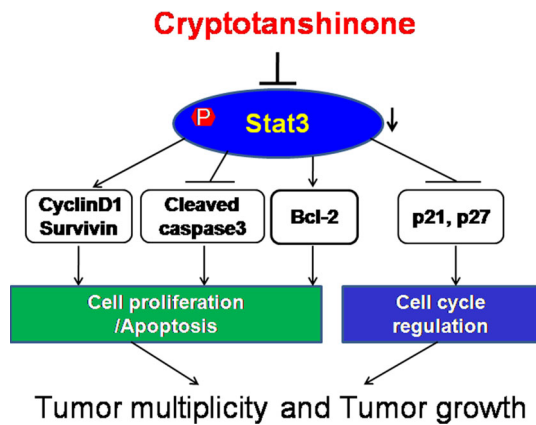 Cryptotanshinone
P
Stat3
CyclinD1
Survivin
Cleaved
caspase3
Bcl-2
p21, p27
Cell proliferation
/Apoptosis
Cell cycle
regulation
Tumor multiplicity and Tumor growth